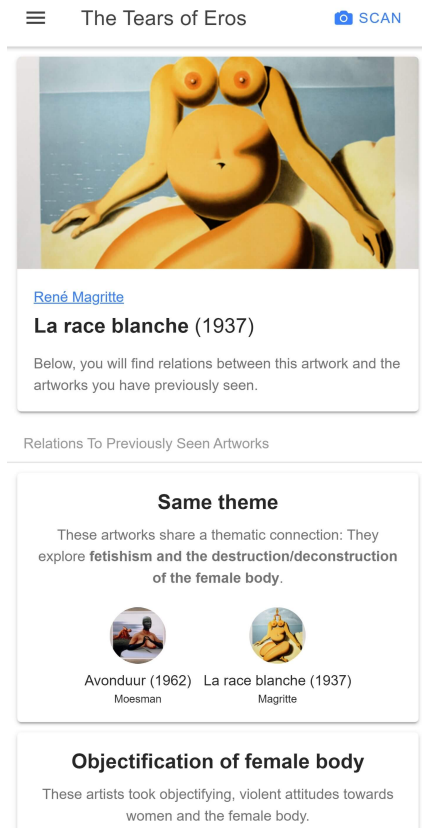 The Tears of Eros
SCAN
René Magritte
La race blanche (1937)
Below, you will find relations between this artwork and the
artworks you have previously seen.
Relations To Previously Seen Artworks
Same theme
These artworks share a thematic connection: They
explore fetishism and the destruction/deconstruction
of the female body.
Avonduur (1962)
Moesman
La race blanche (1937)
Magritte
Objectification of female body
These artists took objectifying, violent attitudes towards
women and the female body.